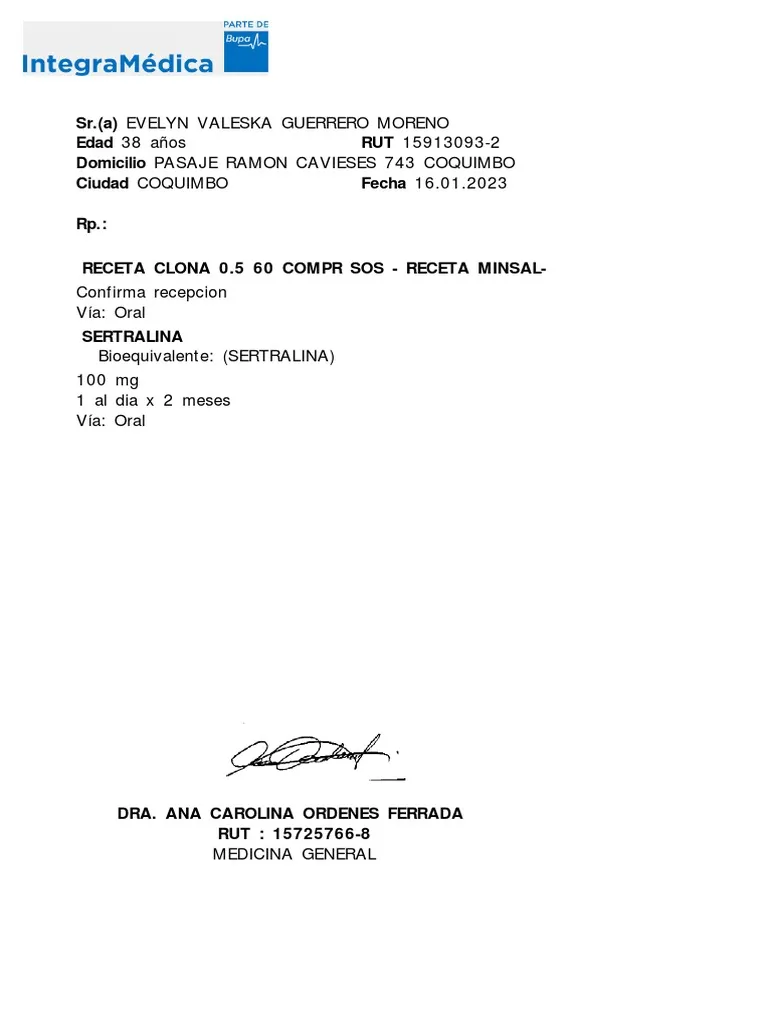 PARTE DE
Bupa
IntegraMédica
Sr.(a) EVELYN VALESKA GUERRERO MORENO
Edad 38 años RUT 15913093-2
Domicilio PASAJE RAMON CAVIESES 743 COQUIMBO
Ciudad COQUIMBO Fecha 16.01.2023
Rp.:
RECETA CLONA 0.5 60 COMPR SOS - RECETA MINSAL-
Confirma recepcion
Vía: Oral
SERTRALINA
Bioequivalente: (SERTRALINA)
100 mg
1 al dia x 2 meses
Vía: Oral
DRA. ANA CAROLINA ORDENES FERRADA
RUT : 15725766-8
MEDICINA GENERAL